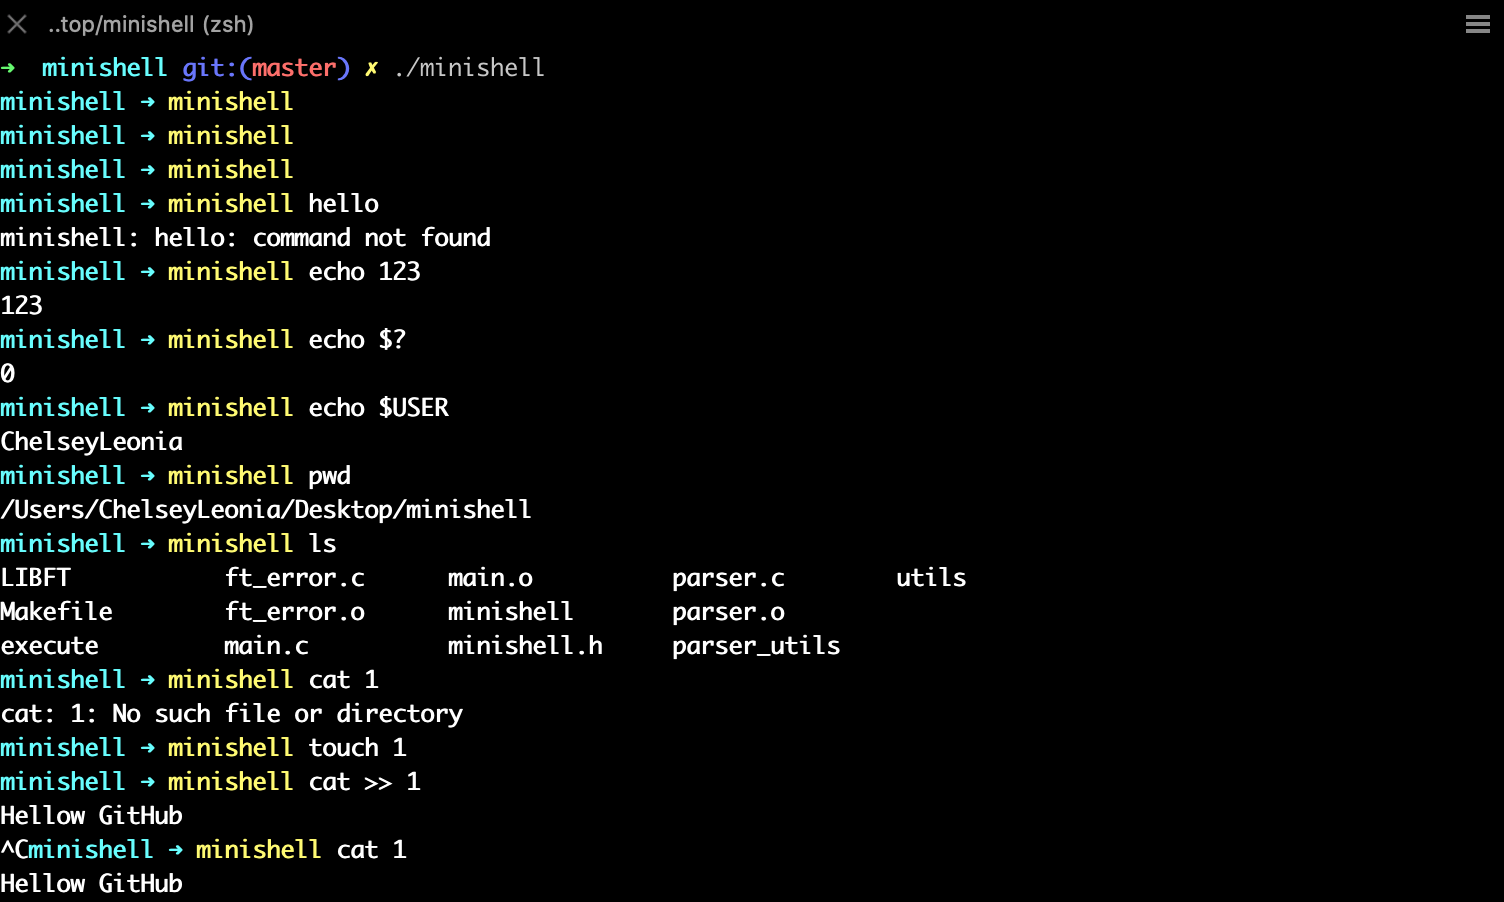 ..top/minishell (zsh)
➜  minishell git:(master) ✗ ./minishell
minishell ➜ minishell
minishell ➜ minishell
minishell ➜ minishell
minishell ➜ minishell hello
minishell: hello: command not found
minishell ➜ minishell echo 123
123
minishell ➜ minishell echo $?
0
minishell ➜ minishell echo $USER
ChelseyLeonia
minishell ➜ minishell pwd
/Users/ChelseyLeonia/Desktop/minishell
minishell ➜ minishell ls
LIBFT           ft_error.c      main.o          parser.c        utils
Makefile        ft_error.o      minishell       parser.o
execute         main.c          minishell.h     parser_utils
minishell ➜ minishell cat 1
cat: 1: No such file or directory
minishell ➜ minishell touch 1
minishell ➜ minishell cat >> 1
Hellow GitHub
^Cminishell ➜ minishell cat 1
Hellow GitHub